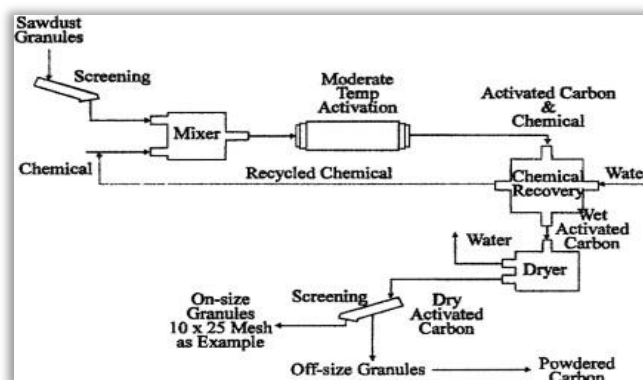 Sawdust
Granules
Screening
Moderate
Temp
Activation
Activated Carbon
&
Chemical
Mixer
Chemical
Recycled Chemical
Chemical
Recovery
Water
Wet
Activated
Carbon
Water
Dryer
Screening
Dry
Activated
Carbon
On-size
Granules
10 x 25 Mesh
as Example
Off-size Granules
Powdered
Carbon